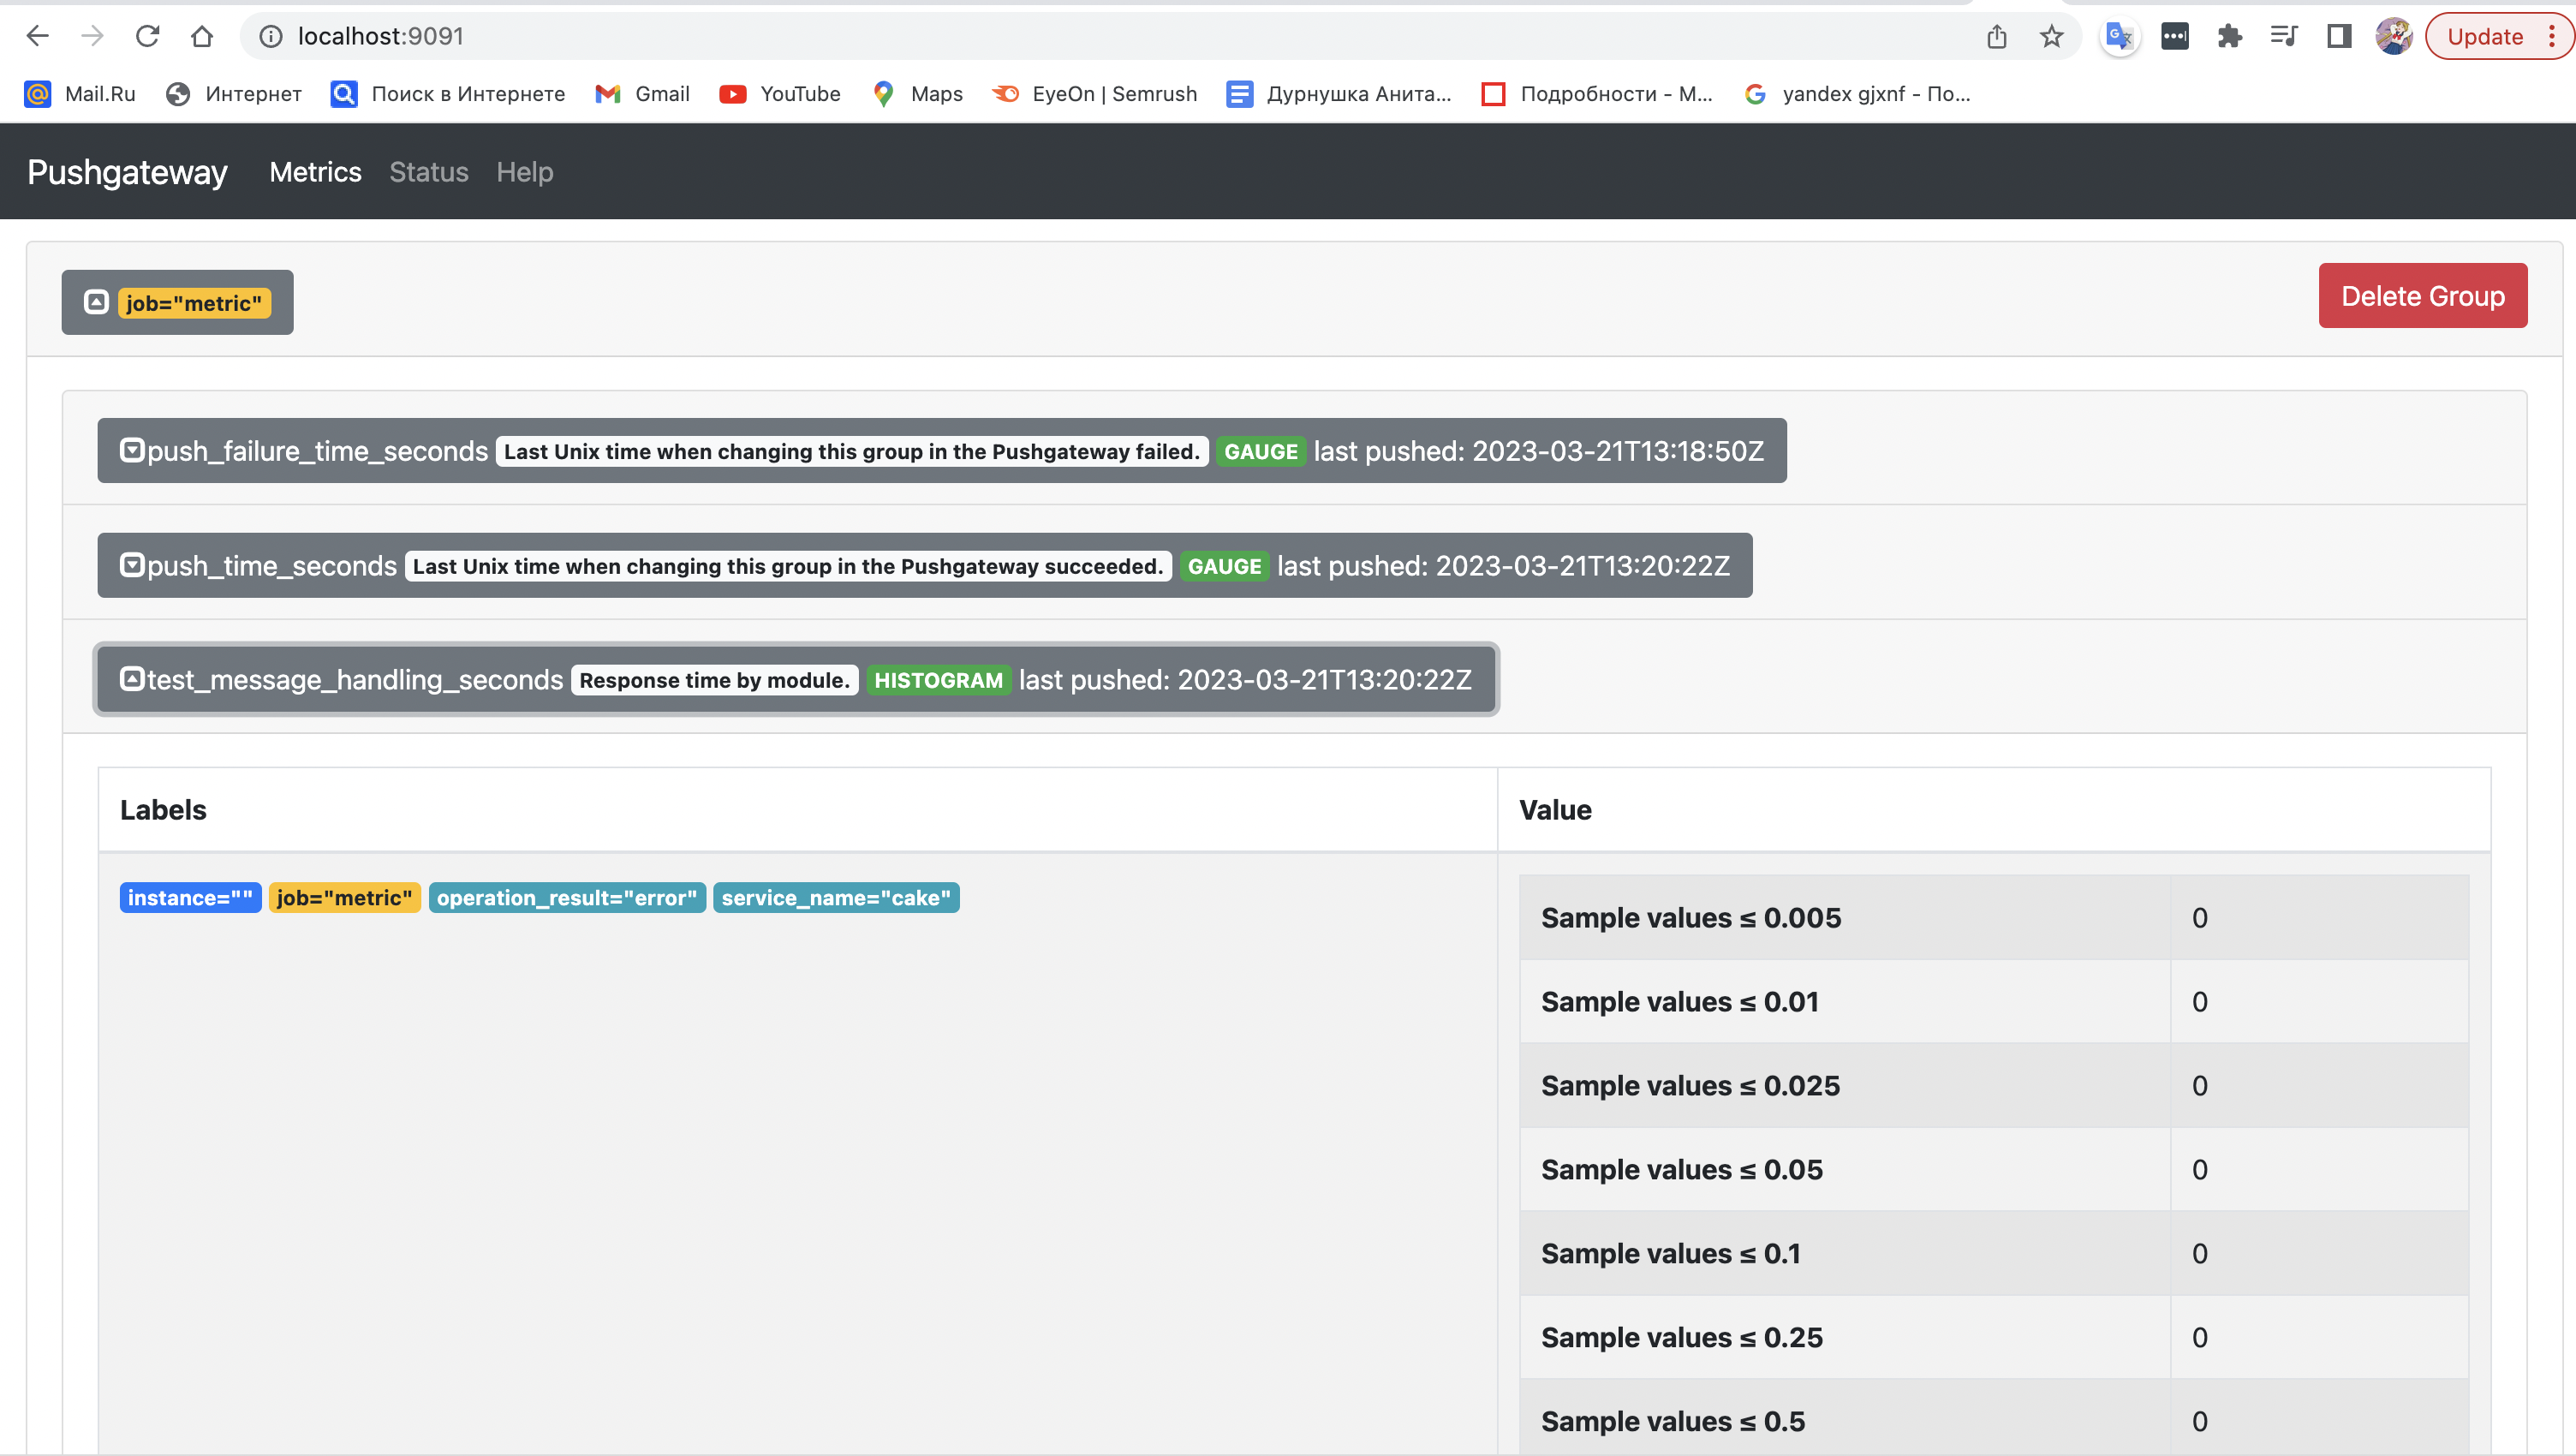 localhost:9091
Update
Mail.Ru Интернет Поиск в Интернете Gmail YouTube Maps EyeOn | Semrush Дурнушка Анита... Подробности - М... yandex gjxnf - По...
Pushgateway Metrics Status Help
job="metric" Delete Group
push_failure_time_seconds Last Unix time when changing this group in the Pushgateway failed. GAUGE last pushed: 2023-03-21T13:18:50Z
push_time_seconds Last Unix time when changing this group in the Pushgateway succeeded. GAUGE last pushed: 2023-03-21T13:20:22Z
test_message_handling_seconds Response time by module. HISTOGRAM last pushed: 2023-03-21T13:20:22Z
Labels Value
instance="" job="metric" operation_result="error" service_name="cake"
Sample values ≤ 0.005 0
Sample values ≤ 0.01 0
Sample values ≤ 0.025 0
Sample values ≤ 0.05 0
Sample values ≤ 0.1 0
Sample values ≤ 0.25 0
Sample values ≤ 0.5 0